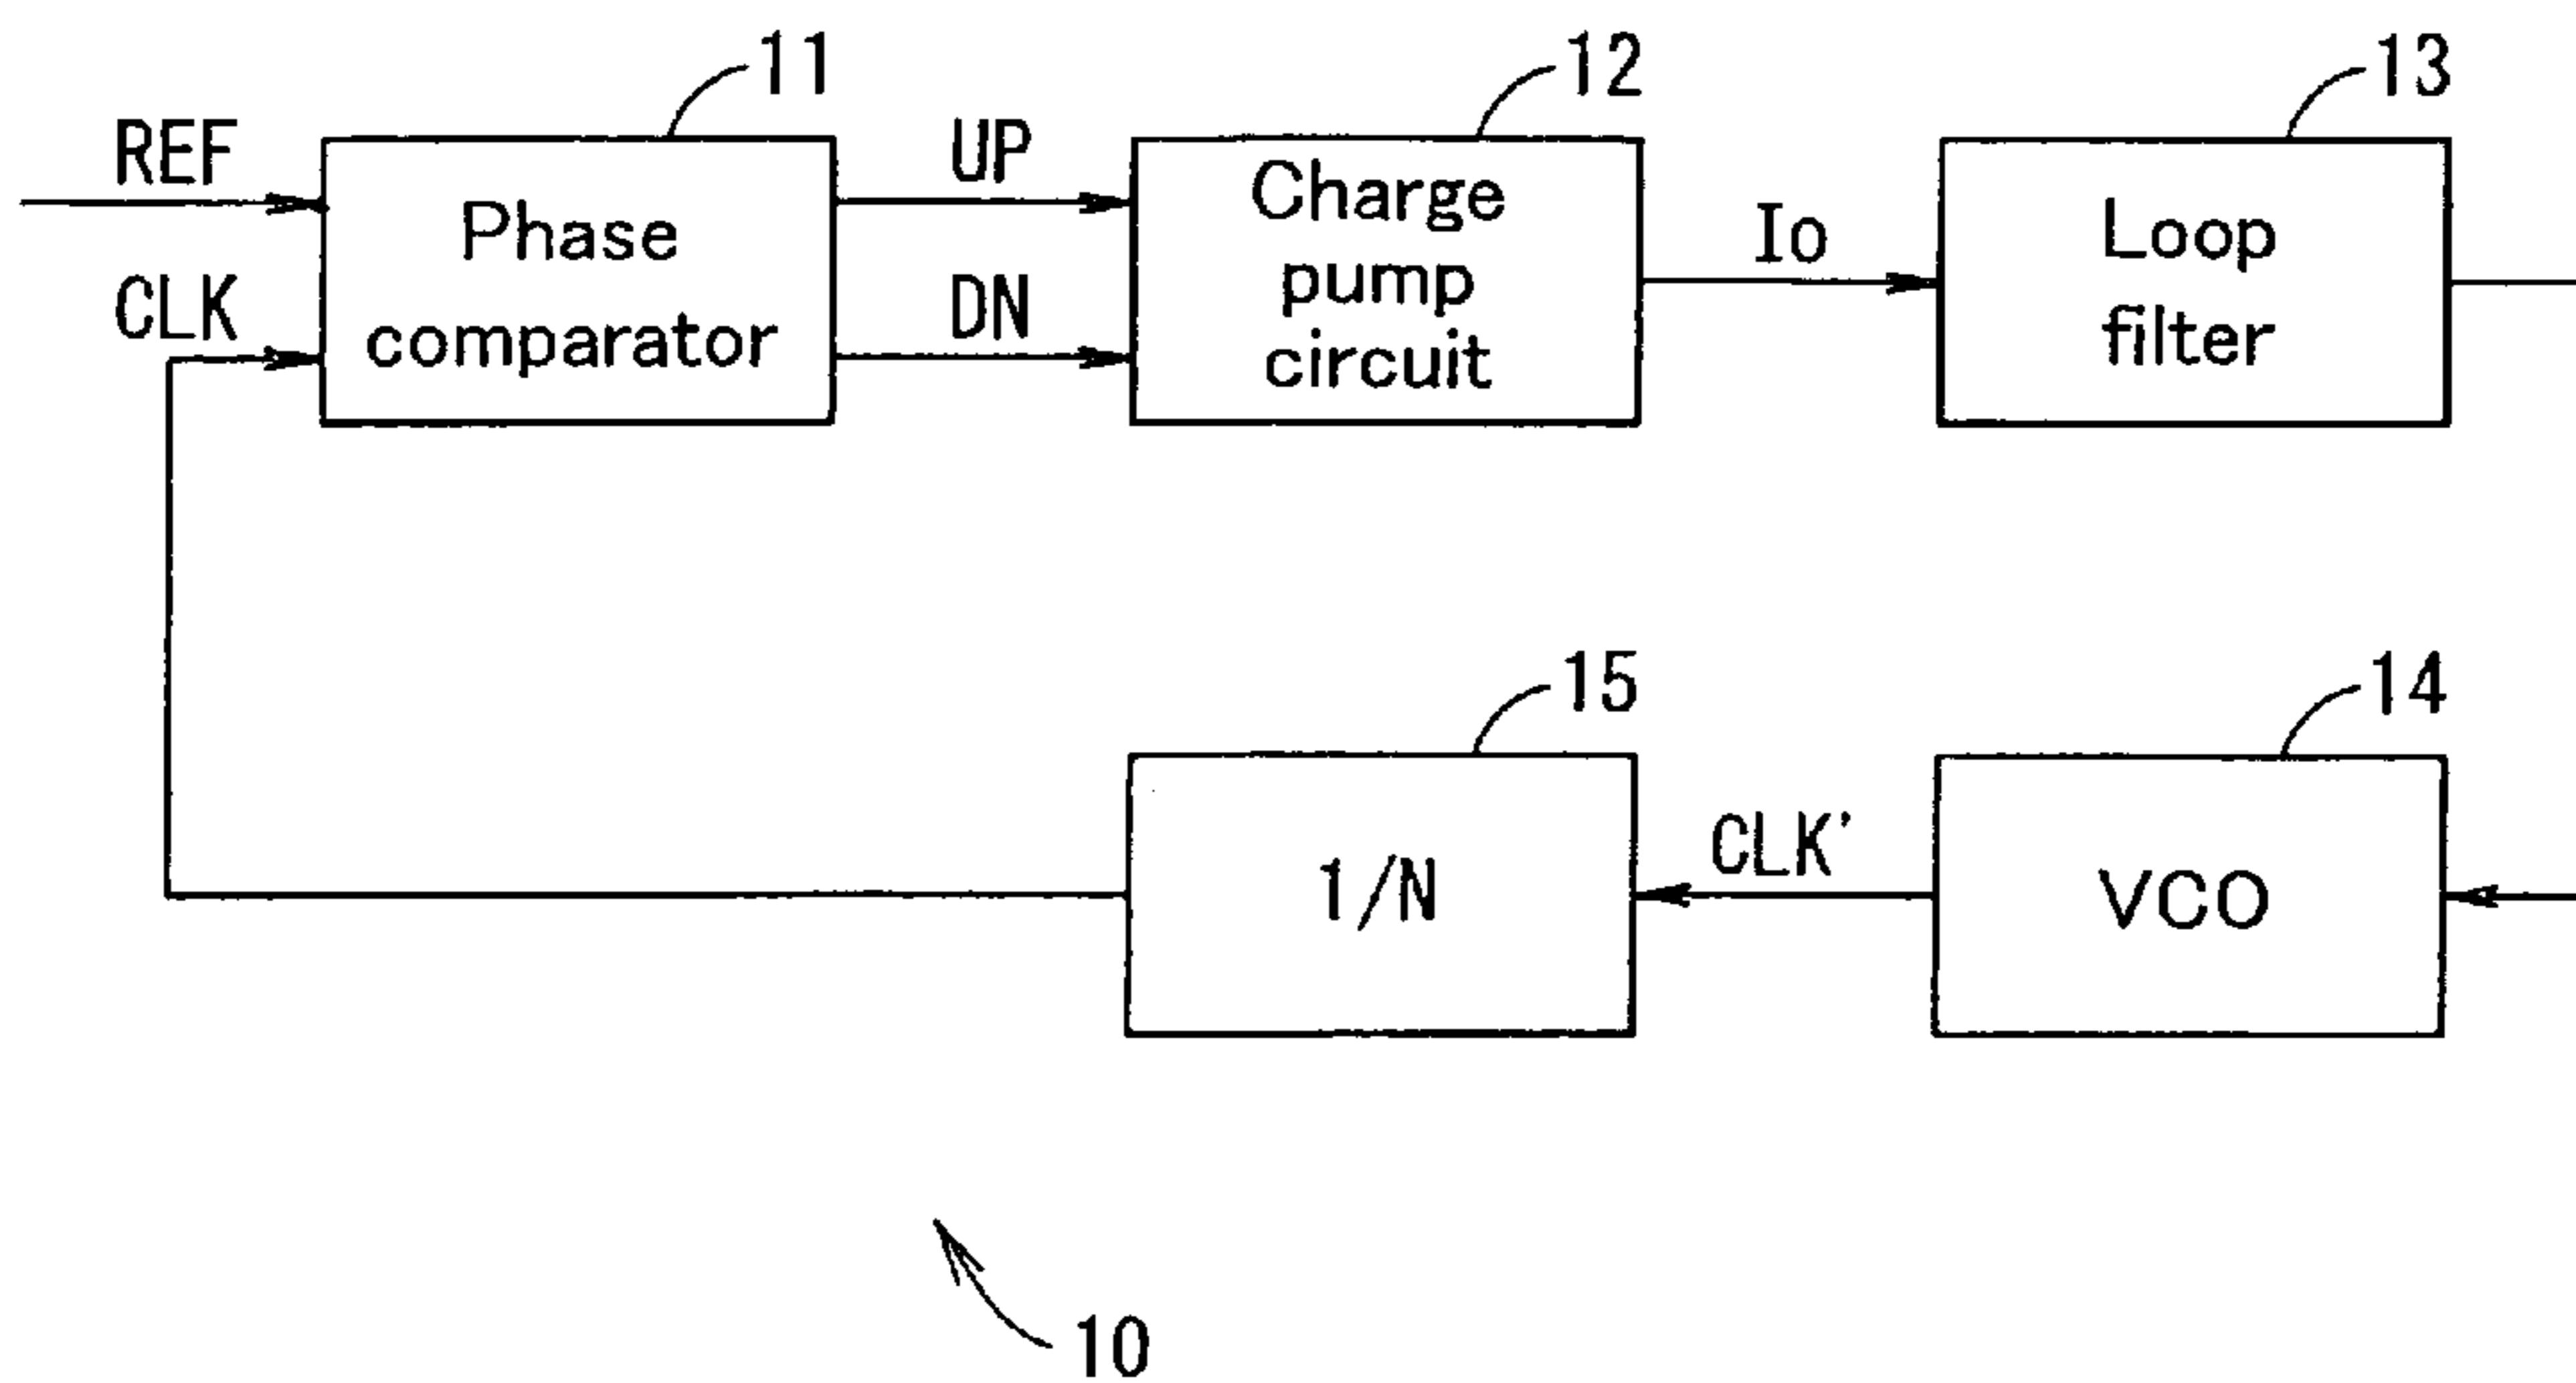 11
12
13
REF
CLK
Phase
comparator
UP
DN
Charge
pump
circuit
Io
Loop
filter
15
14
1/N
CLK'
VCO
10